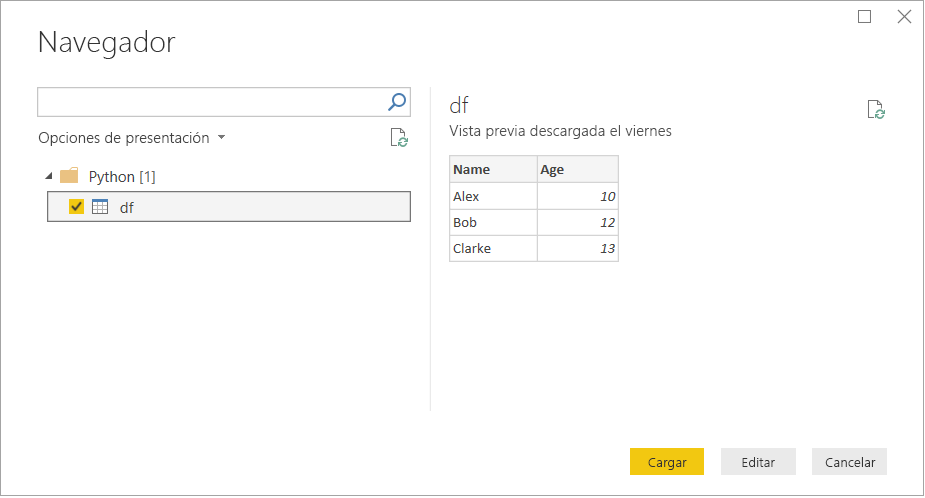 Navegador
Opciones de presentación
Python [1]
df
df
Vista previa descargada el viernes
Name Age
Alex 10
Bob 12
Clarke 13
Cargar Editar Cancelar